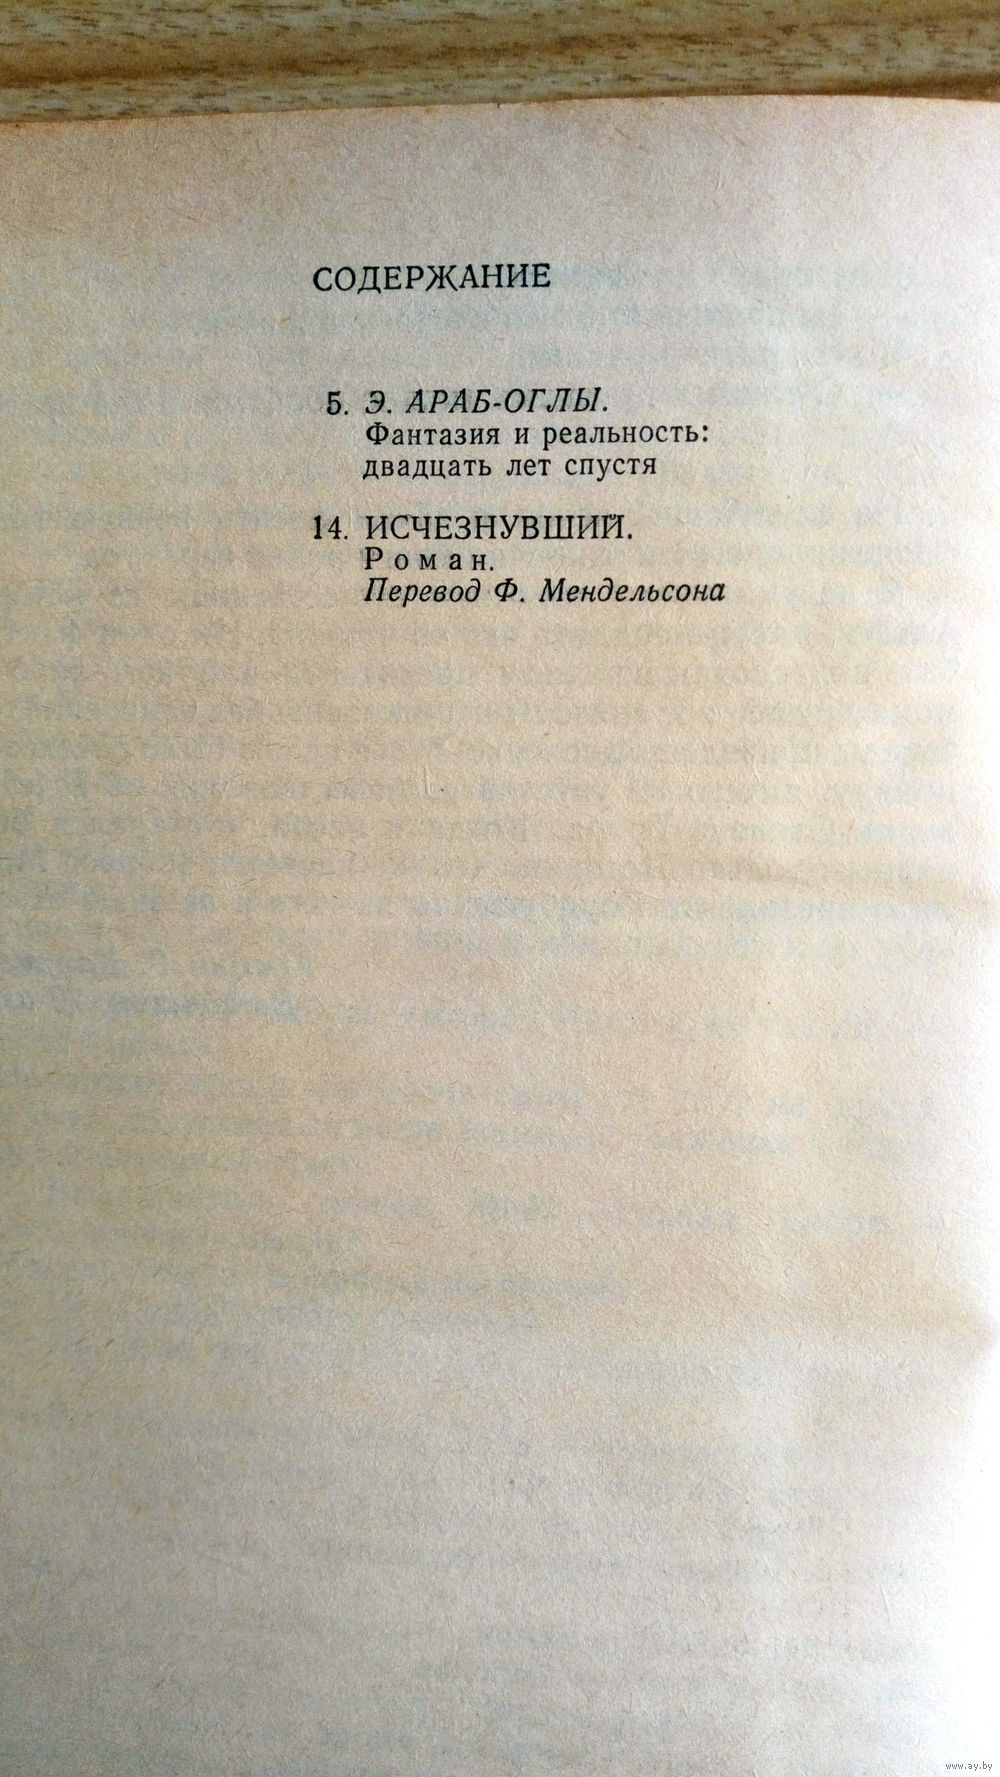 СОДЕРЖАНИЕ
5. Э. АРАБ-ОГЛЫ.
Фантазия и реальность:
двадцать лет спустя
14. ИСЧЕЗНУВШИЙ.
Роман.
Перевод Ф. Мендельсона
www.ay.by